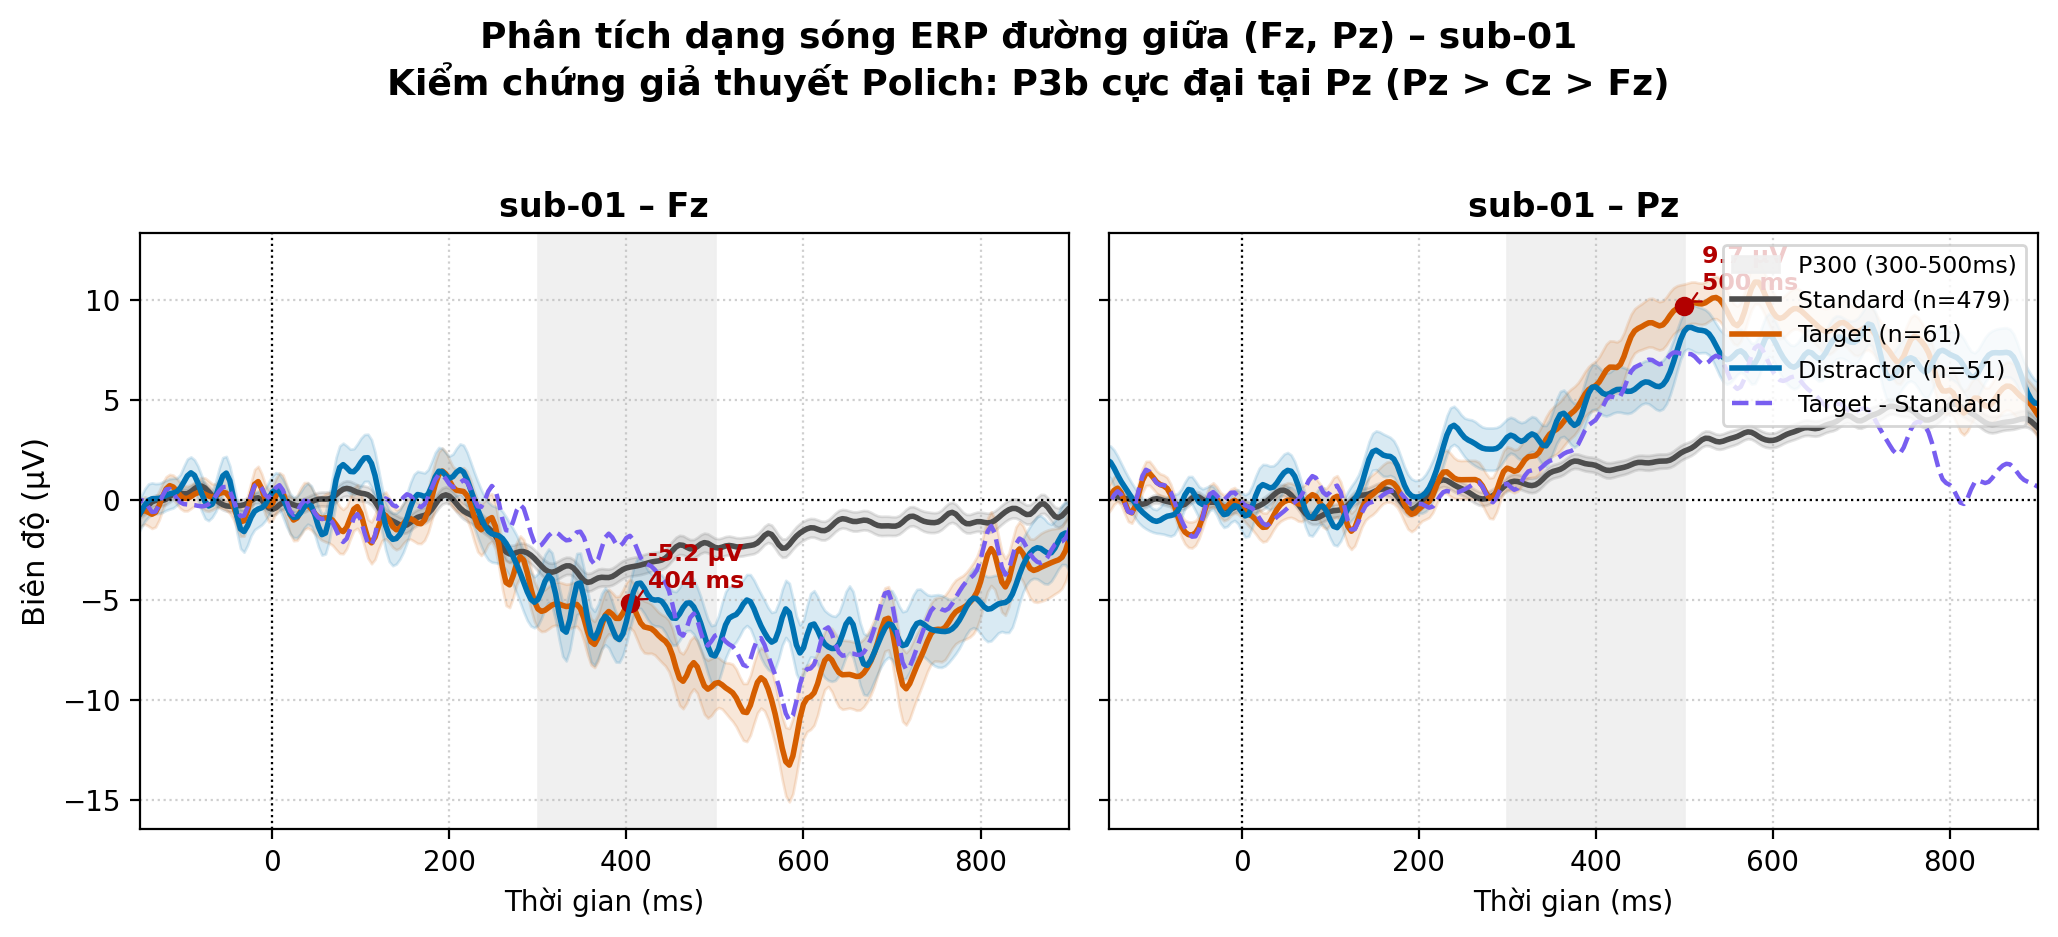 Phân tích dạng sóng ERP đường giữa (Fz, Pz) – sub-01
Kiểm chứng giả thuyết Polich: P3b cực đại tại Pz (Pz > Cz > Fz)
sub-01 – Fz
sub-01 – Pz
Biên độ (µV)
10
5
0
−5
−10
−15
-5.2 µV
404 ms
0
200
400
600
800
Thời gian (ms)
9.7 µV
500 ms
P300 (300-500ms)
Standard (n=479)
Target (n=61)
Distractor (n=51)
Target - Standard
0
200
400
600
800
Thời gian (ms)